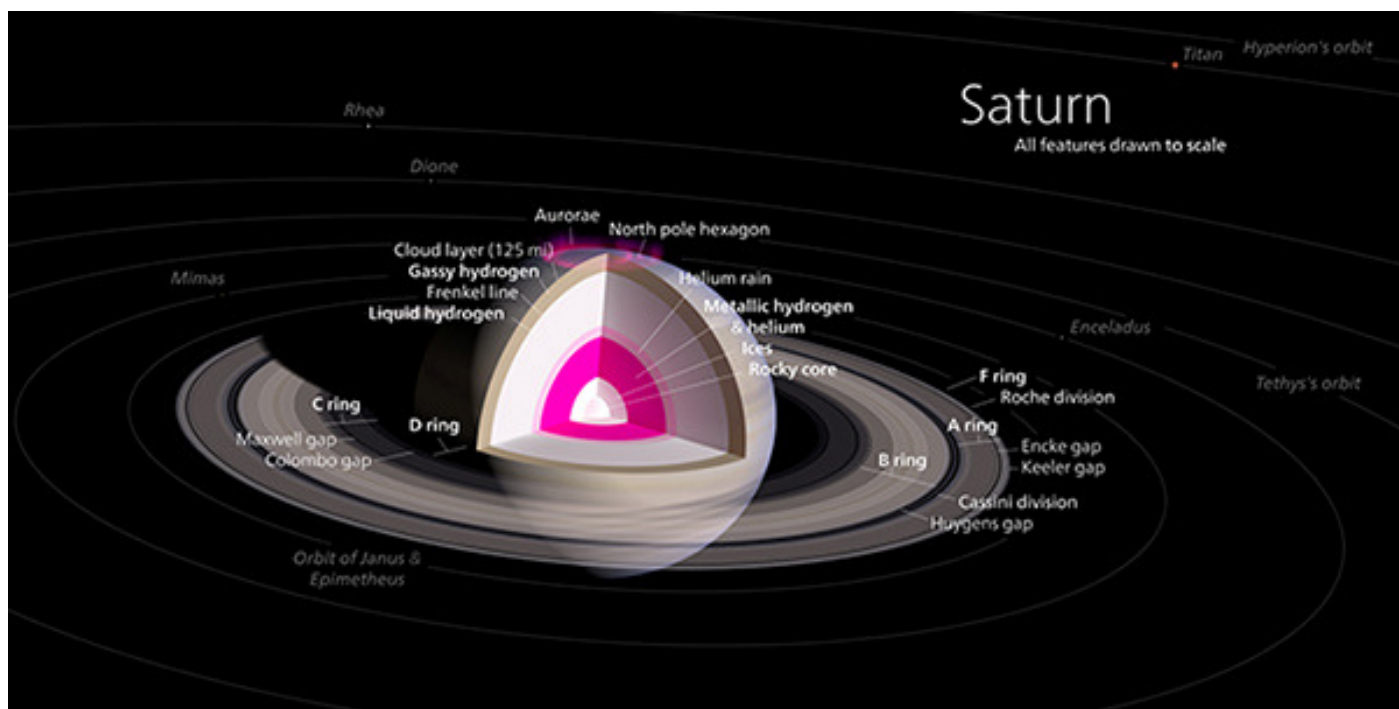 Titan
Hyperion's orbit
Saturn
All features drawn to scale
Rhea
Dione
Aurorae
North pole hexagon
Cloud layer (125 mi)
Gassy hydrogen
Frenkel line
Liquid hydrogen
Helium rain
Metallic hydrogen
& helium
Ices
Rocky core
Mimas
Enceladus
Tethys's orbit
F ring
Roche division
A ring
Encke gap
Keeler gap
B ring
Cassini division
Huygens gap
C ring
Maxwell gap
Colombo gap
D ring
Orbit of Janus &
Epimetheus